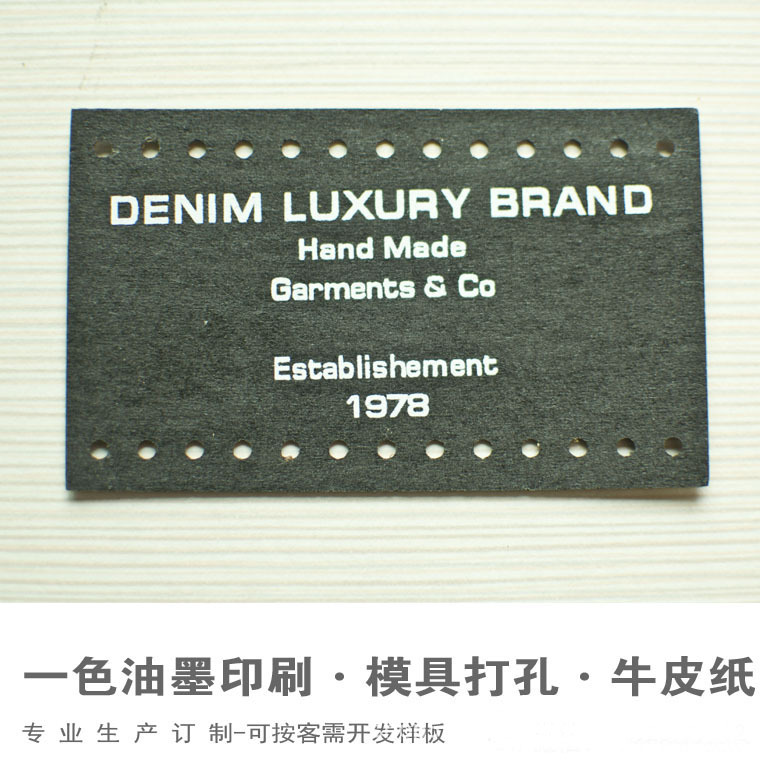 DENIM LUXURY BRAND
Hand Made
Garments & Co
Establishement
1978
一色油墨印刷·模具打孔·牛皮纸
专业生产订制-可按客需开发样板